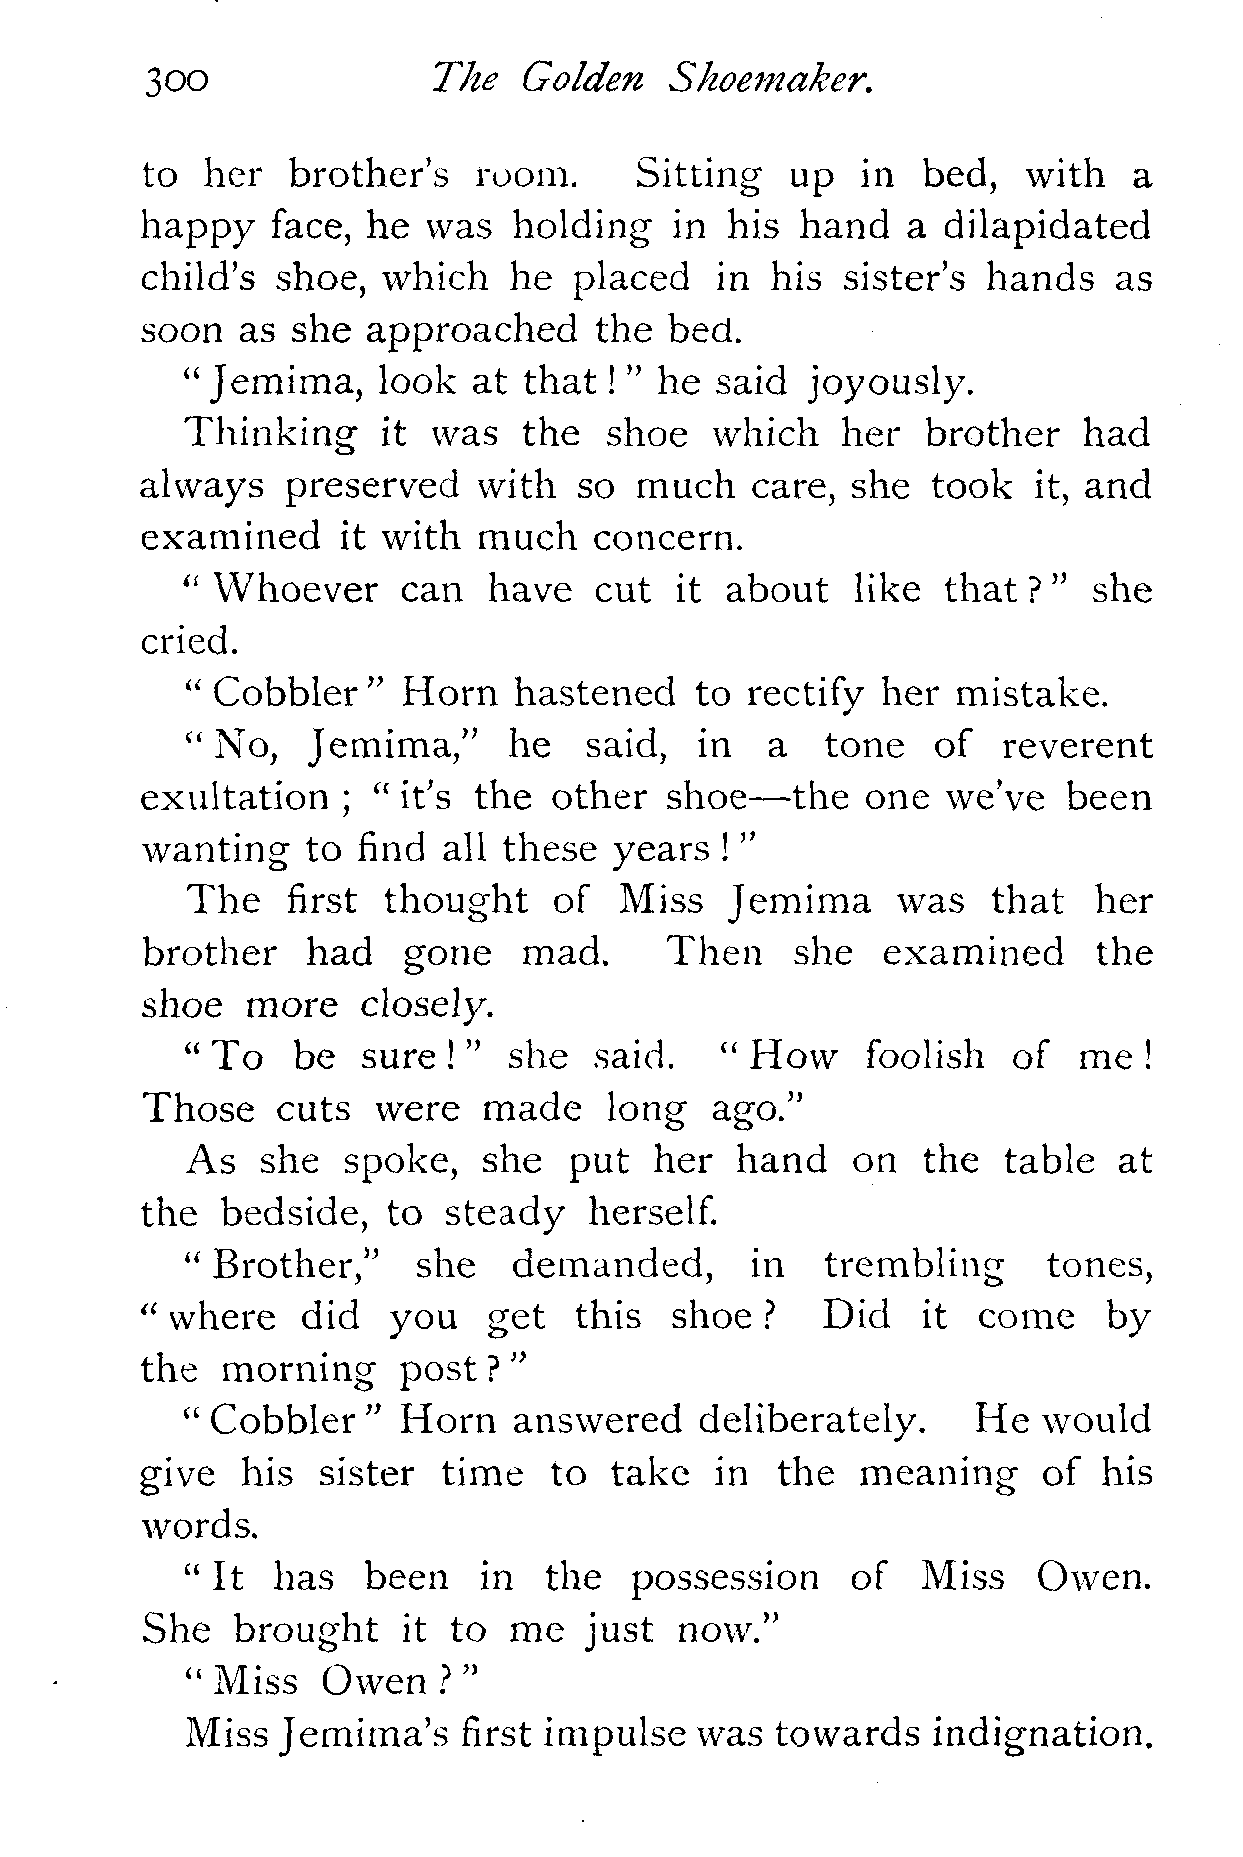 300 The Golden Shoemaker.
to her brother's room. Sitting up in bed, with a
happy face, he was holding in his hand a dilapidated
child's shoe, which he placed in his sister's hands as
soon as she approached the bed.
“ Jemima, look at that ! ” he said joyously.
Thinking it was the shoe which her brother had
always preserved with so much care, she took it, and
examined it with much concern.
“ Whoever can have cut it about like that ? ” she
cried.
“ Cobbler ” Horn hastened to rectify her mistake.
“ No, Jemima,” he said, in a tone of reverent
exultation ; “ it's the other shoe—the one we've been
wanting to find all these years ! ”
The first thought of Miss Jemima was that her
brother had gone mad. Then she examined the
shoe more closely.
“ To be sure ! ” she said. “ How foolish of me !
Those cuts were made long ago.”
As she spoke, she put her hand on the table at
the bedside, to steady herself.
“ Brother,” she demanded, in trembling tones,
“ where did you get this shoe ? Did it come by
the morning post ? ”
“ Cobbler ” Horn answered deliberately. He would
give his sister time to take in the meaning of his
words.
“ It has been in the possession of Miss Owen.
She brought it to me just now.”
“ Miss Owen ? ”
Miss Jemima's first impulse was towards indignation.